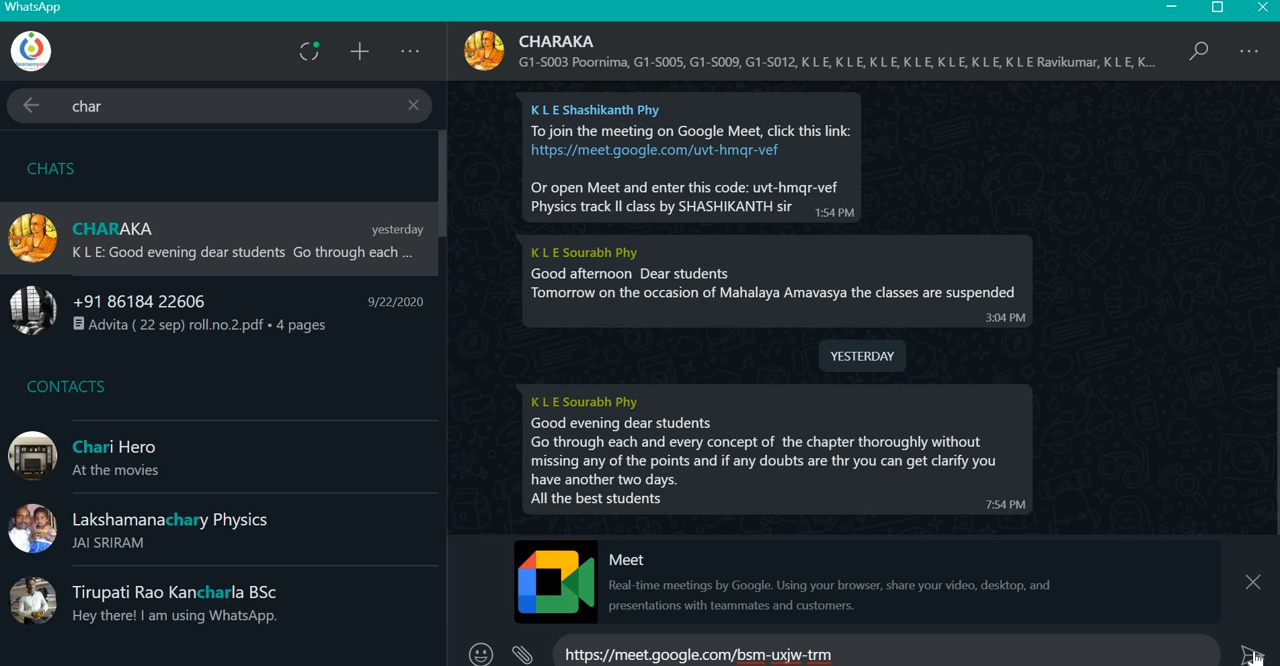 WhatsApp
char
CHATS
CHARAKA
yesterday
K L E: Good evening dear students  Go through each ...
+91 86184 22606
9/22/2020
Advita ( 22 sep) roll.no.2.pdf • 4 pages
CONTACTS
Chari Hero
At the movies
Lakshamanachary Physics
JAI SRIRAM
Tirupati Rao Kancharla BSc
Hey there! I am using WhatsApp.
CHARAKA
G1-S003 Poornima, G1-S005, G1-S009, G1-S012, K L E, K L E, K L E, K L E, K L E, K L E, K L E Ravikumar, K L E, K...
K L E Shashikanth Phy
To join the meeting on Google Meet, click this link:
https://meet.google.com/uvt-hmqr-vef
Or open Meet and enter this code: uvt-hmqr-vef
Physics track II class by SHASHIKANTH sir
1:54 PM
K L E Sourabh Phy
Good afternoon  Dear students
Tomorrow on the occasion of Mahalaya Amavasya the classes are suspended
3:04 PM
YESTERDAY
K L E Sourabh Phy
Good evening dear students
Go through each and every concept of  the chapter thoroughly without
missing any of the points and if any doubts are thr you can get clarify you
have another two days.
All the best students
7:54 PM
Meet
Real-time meetings by Google. Using your browser, share your video, desktop, and
presentations with teammates and customers.
https://meet.google.com/bsm-uxjw-trm